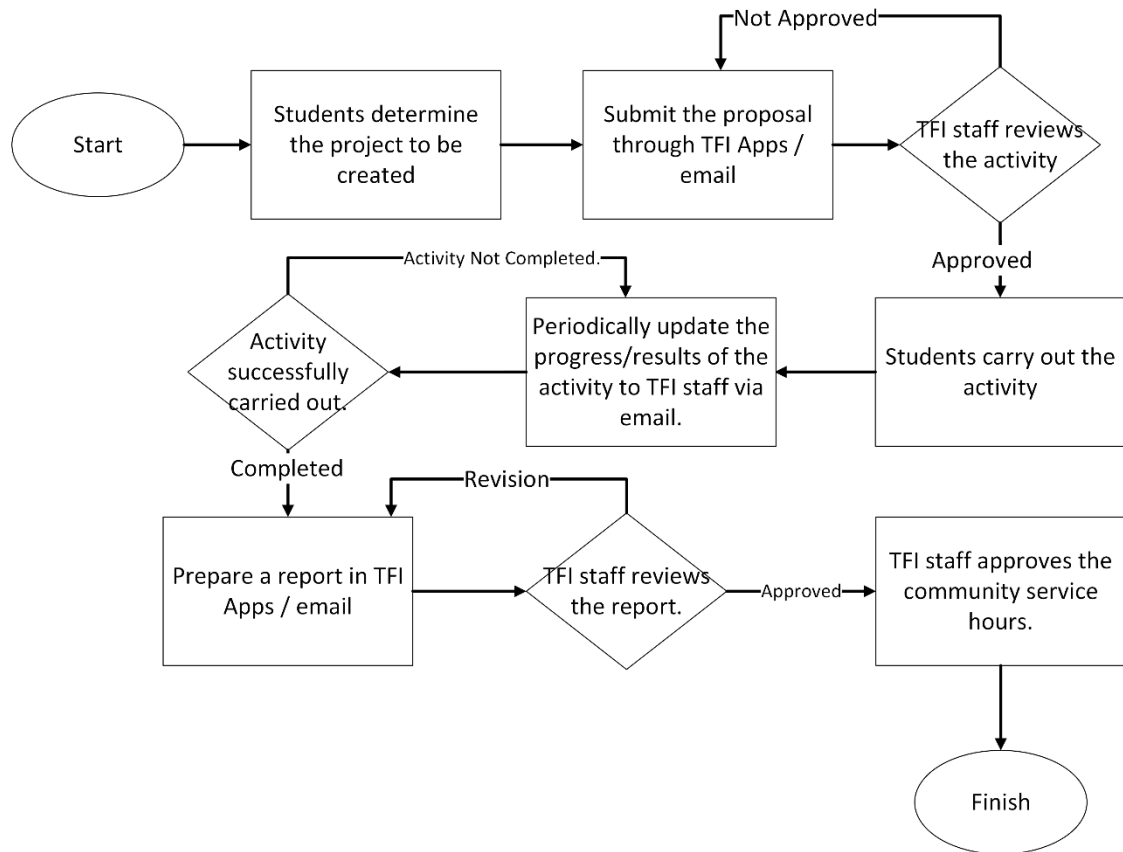 Not Approved
Start
Students determine
the project to be
created
Submit the proposal
through TFI Apps /
email
TFI staff reviews
the activity
Approved
Activity Not Completed.
Activity
successfully
carried out.
Periodically update the
progress/results of the
activity to TFI staff via
email.
Students carry out the
activity
Completed
Revision
Prepare a report in TFI
Apps / email
TFI staff reviews
the report.
Approved
TFI staff approves the
community service
hours.
Finish